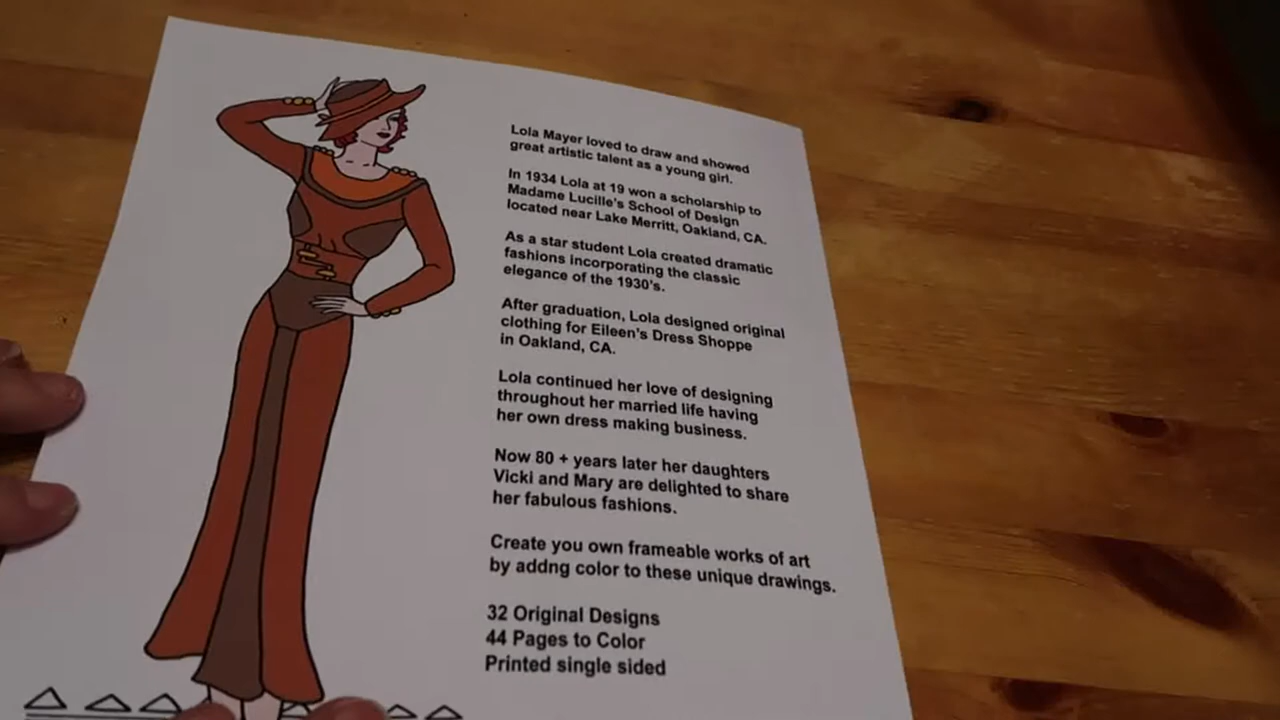 Lola Mayer loved to draw and showed
great artistic talent as a young girl.
In 1934 Lola at 19 won a scholarship to
Madame Lucille's School of Design
located near Lake Merritt, Oakland, CA.
As a star student Lola created dramatic
fashions incorporating the classic
elegance of the 1930's.
After graduation, Lola designed original
clothing for Eileen's Dress Shoppe
in Oakland, CA.
Lola continued her love of designing
throughout her married life having
her own dress making business.
Now 80 + years later her daughters
Vicki and Mary are delighted to share
her fabulous fashions.
Create you own frameable works of art
by addng color to these unique drawings.
32 Original Designs
44 Pages to Color
Printed single sided